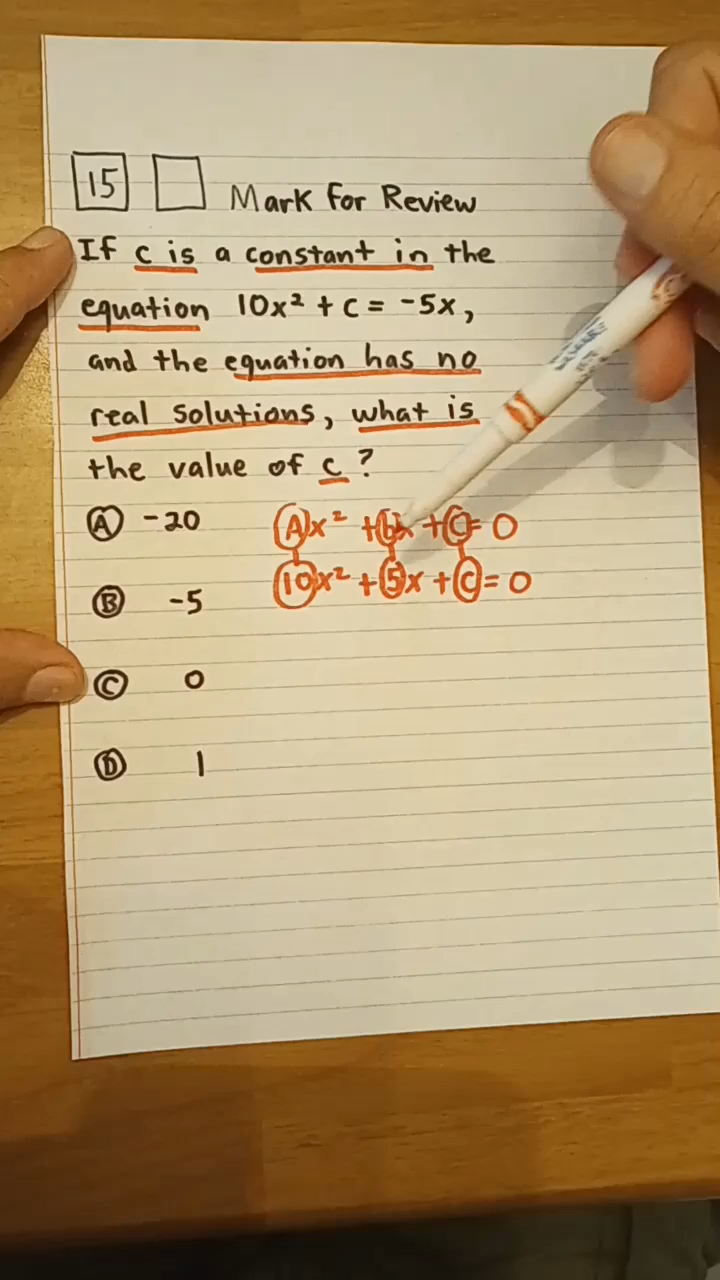 15 Mark For Review
If c is a constant in the
equation 10x² + c = -5x,
and the equation has no
real solutions, what is
the value of c?
A -20
Ax² + bx + C = 0
10x² + 5x + C = 0
B -5
C 0
D 1